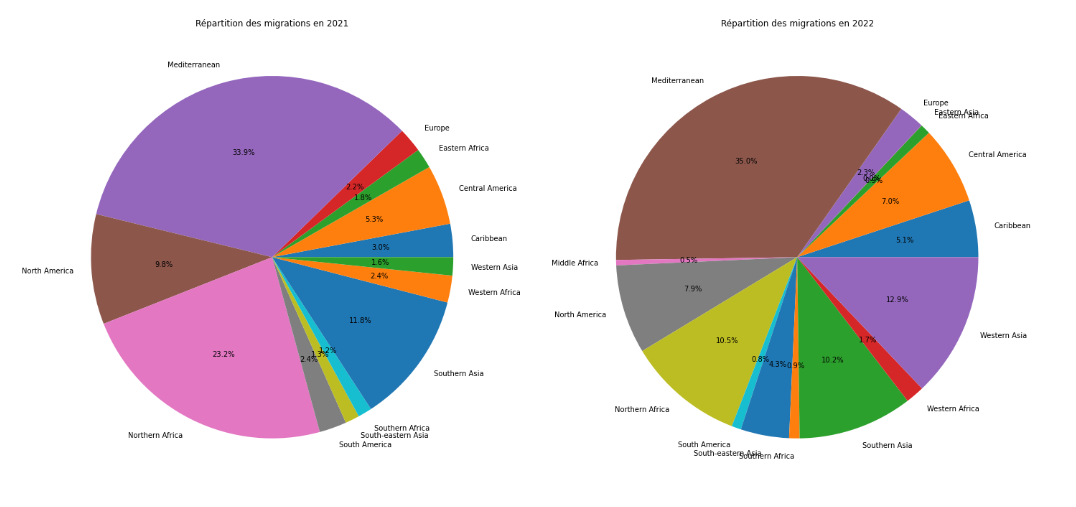 Répartition des migrations en 2021
Mediterranean
Europe
Eastern Africa
Central America
Caribbean
Western Asia
Western Africa
Southern Asia
Southern Africa
South-eastern Asia
South America
Northern Africa
North America
33.9%
2.2%
1.8%
5.3%
3.0%
1.6%
2.4%
11.8%
1.2%
1.3%
2.4%
23.2%
9.8%
Répartition des migrations en 2022
Mediterranean
Europe
Eastern Asia
Eastern Africa
Central America
Caribbean
Western Asia
Western Africa
Southern Asia
Southern Africa
South-eastern Asia
South America
Northern Africa
North America
Middle Africa
35.0%
2.3%
7.0%
5.1%
12.9%
1.7%
10.2%
0.9%
4.3%
0.8%
10.5%
7.9%
0.5%